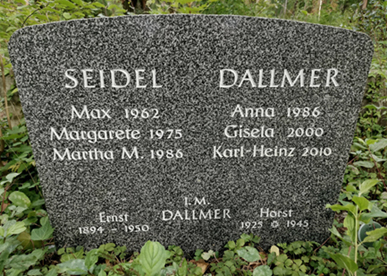 SEIDEL
Max 1962
Margarete 1975
Martha M. 1986
DALLMER
Anna 1986
Gisela 2000
Karl-Heinz 2010
I.M.
DALLMER
Ernst
1894 - 1950
Horst
1925 1945